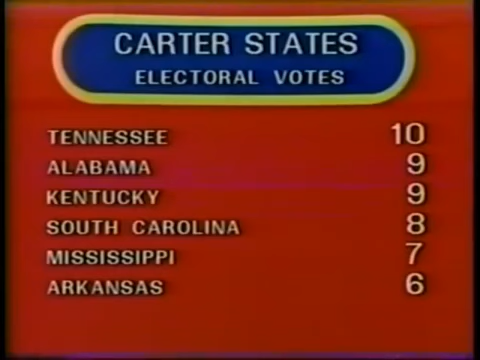 CARTER STATES
ELECTORAL VOTES
TENNESSEE 10
ALABAMA 9
KENTUCKY 9
SOUTH CAROLINA 8
MISSISSIPPI 7
ARKANSAS 6